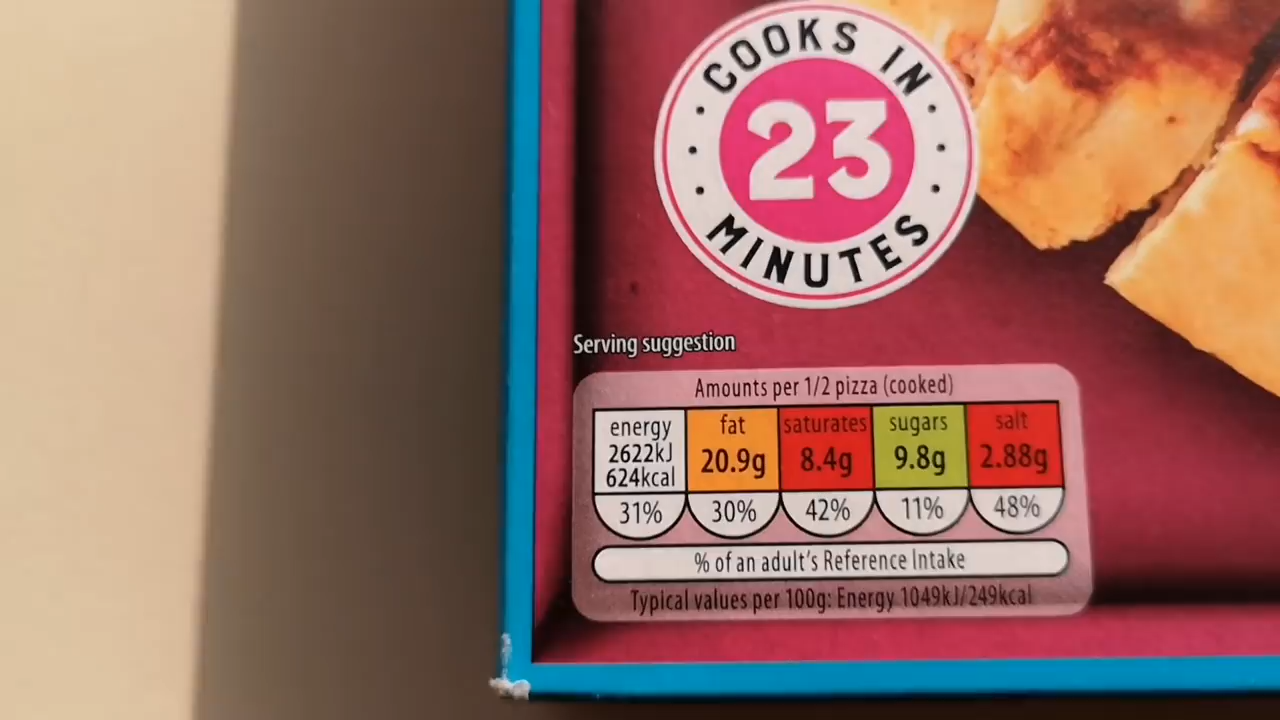 COOKS IN
23
MINUTES
Serving suggestion
Amounts per 1/2 pizza (cooked)
energy fat saturates sugars salt
2622kJ
624kcal 20.9g 8.4g 9.8g 2.88g
31% 30% 42% 11% 48%
% of an adult's Reference Intake
Typical values per 100g: Energy 1049kJ/249kcal